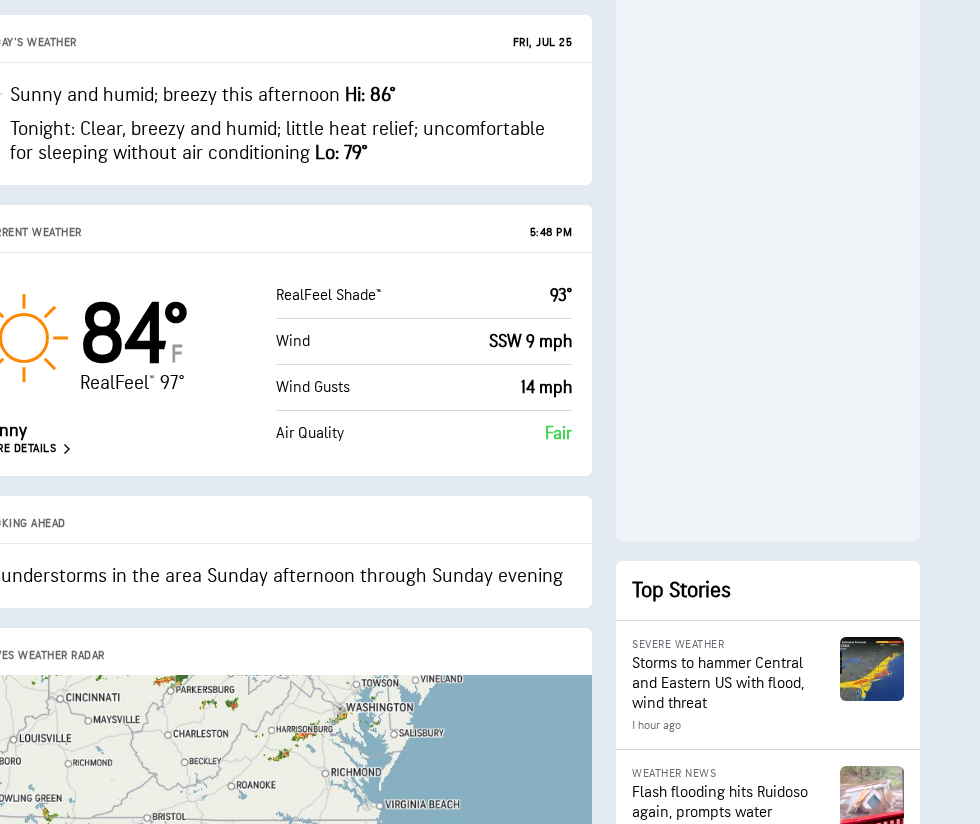 AY'S WEATHER
FRI, JUL 25
Sunny and humid; breezy this afternoon Hi: 86°
Tonight: Clear, breezy and humid; little heat relief; uncomfortable
for sleeping without air conditioning Lo: 79°
RRENT WEATHER
5:48 PM
84°
F
RealFeel® 97°
nny
RE DETAILS
RealFeel Shade™
93°
Wind
SSW 9 mph
Wind Gusts
14 mph
Air Quality
Fair
OKING AHEAD
understorms in the area Sunday afternoon through Sunday evening
VES WEATHER RADAR
CINCINNATI
PARKERSBURG
TOWSON
VINELAND
MAYSVILLE
WASHINGTON
LOUISVILLE
CHARLESTON
HARRISONBURG
SALISBURY
BORO
RICHMOND
BECKLEY
ROANOKE
RICHMOND
OWLING GREEN
BRISTOL
VIRGINIA BEACH
Top Stories
SEVERE WEATHER
Storms to hammer Central
and Eastern US with flood,
wind threat
1 hour ago
WEATHER NEWS
Flash flooding hits Ruidoso
again, prompts water